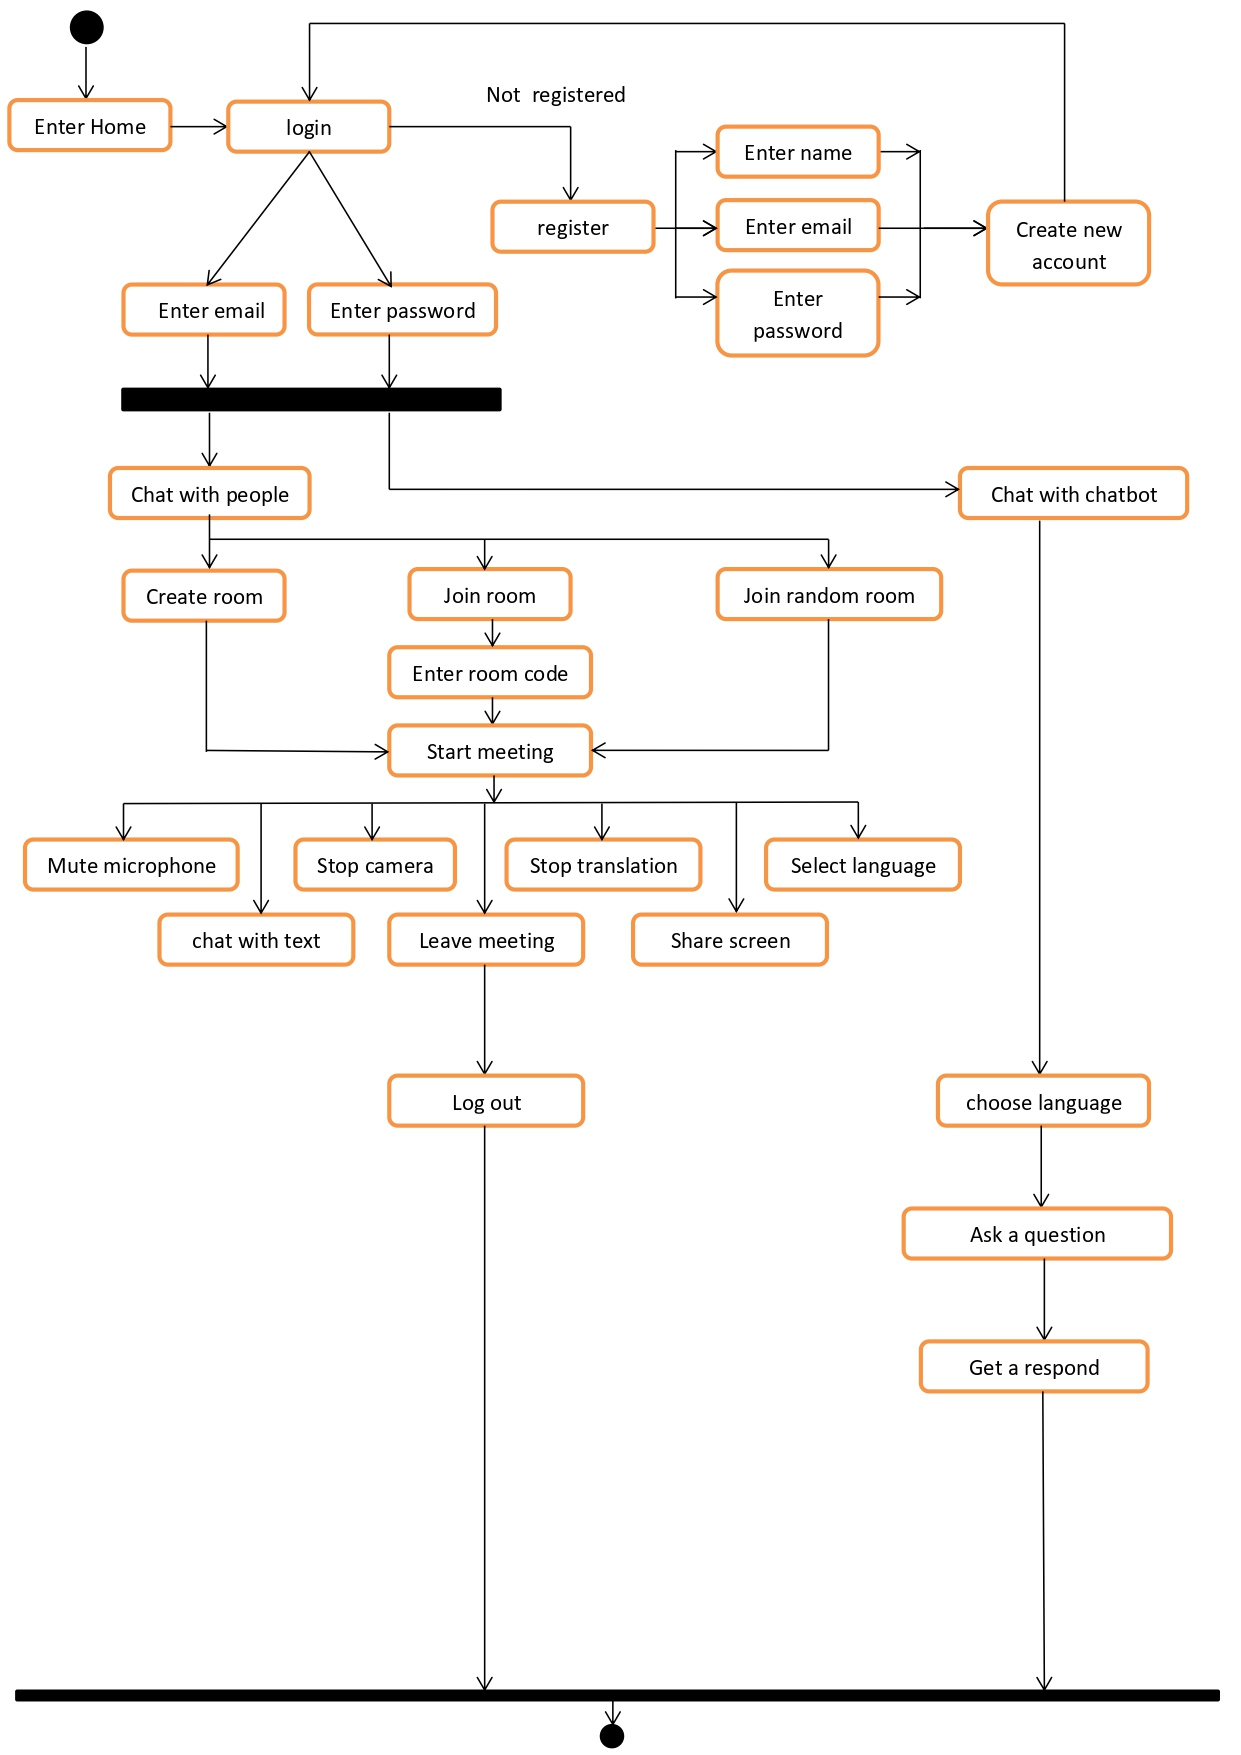 Not registered
Enter Home
login
Enter name
register
Enter email
Create new
account
Enter
password
Enter email
Enter password
Chat with people
Chat with chatbot
Create room
Join room
Join random room
Enter room code
Start meeting
Mute microphone
Stop camera
Stop translation
Select language
chat with text
Leave meeting
Share screen
Log out
choose language
Ask a question
Get a respond